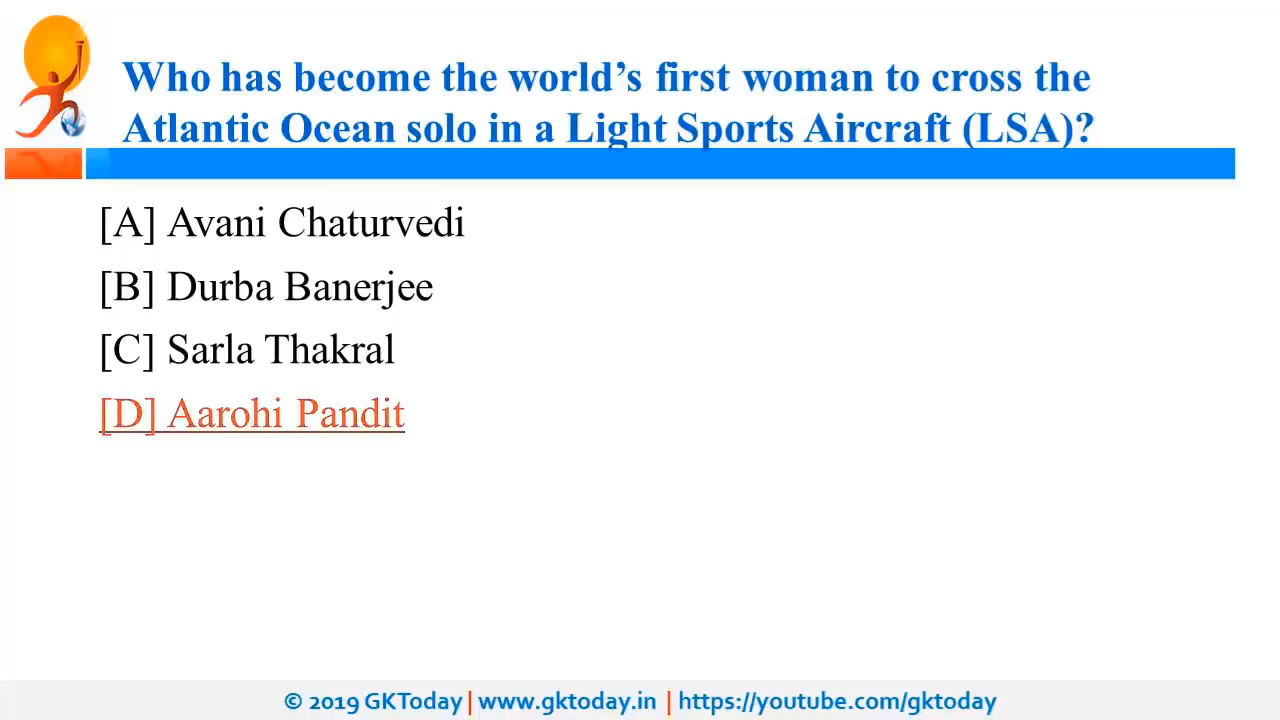 Who has become the world’s first woman to cross the
Atlantic Ocean solo in a Light Sports Aircraft (LSA)?
[A] Avani Chaturvedi
[B] Durba Banerjee
[C] Sarla Thakral
[D] Aarohi Pandit
© 2019 GKToday | www.gktoday.in | https://youtube.com/gktoday